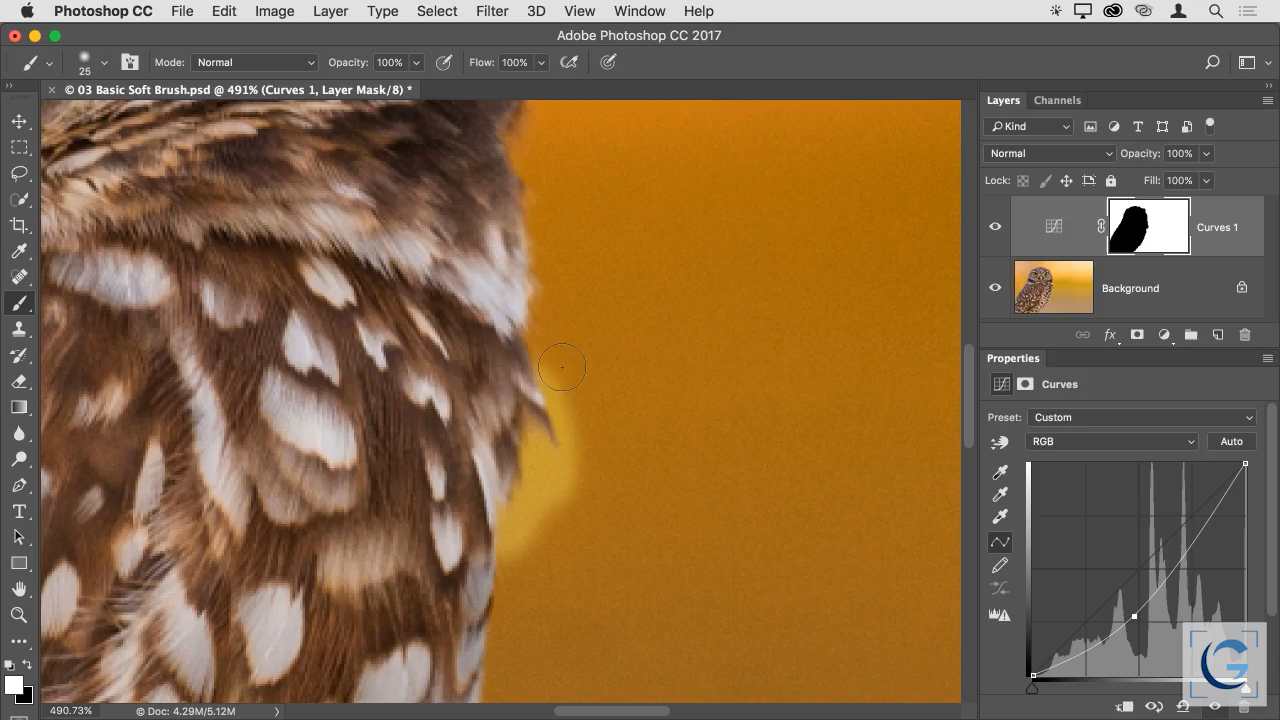 Photoshop CC File Edit Image Layer Type Select Filter 3D View Window Help
Adobe Photoshop CC 2017
25 Mode: Normal Opacity: 100% Flow: 100%
© 03 Basic Soft Brush.psd @ 491% (Curves 1, Layer Mask/8) *
Layers Channels
Kind
Normal Opacity: 100%
Lock: Fill: 100%
Curves 1
Background
fx
Properties
Curves
Preset: Custom
RGB Auto
490.73% © Doc: 4.29M/5.12M